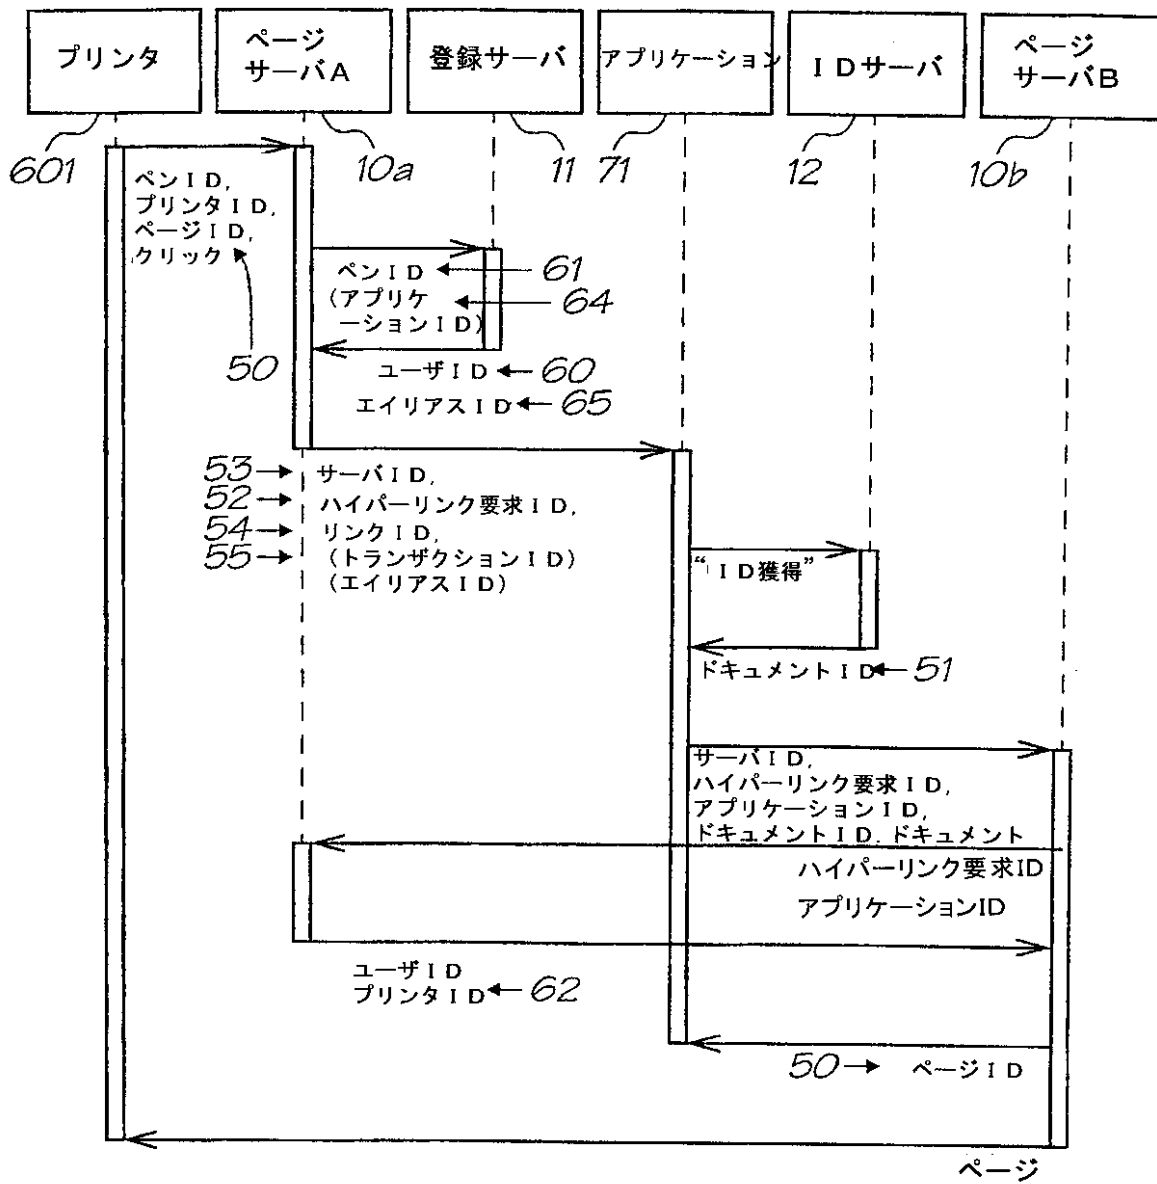 プリンタ
ページ
サーバA
登録サーバ
アプリケーション
IDサーバ
ページ
サーバB
601
10a
11
71
12
10b
ペンID,
プリンタID,
ページID,
クリック
50
ペンID
61
(アプリケ
ーションID)
64
ユーザID
60
エイリアスID
65
53
サーバID,
52
ハイパーリンク要求ID,
54
リンクID,
55
(トランザクションID)
(エイリアスID)
“ID獲得”
ドキュメントID
51
サーバID,
ハイパーリンク要求ID,
アプリケーションID,
ドキュメントID, ドキュメント
ハイパーリンク要求ID
アプリケーションID
ユーザID
プリンタID
62
50
ページID
ページ